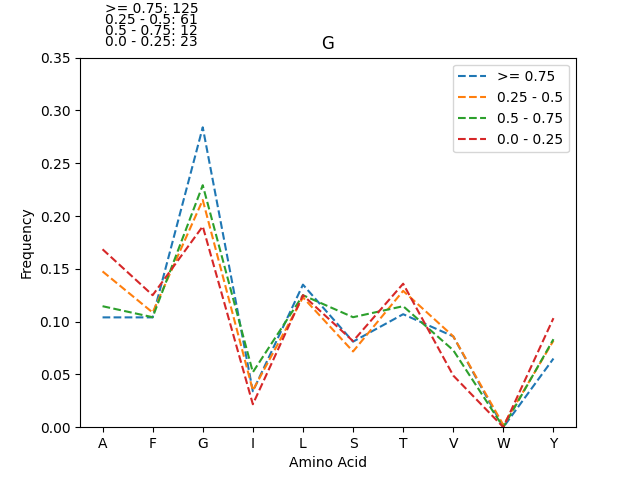 >= 0.75: 125
0.25 - 0.5: 61
0.5 - 0.75: 12
0.0 - 0.25: 23
G
>= 0.75
0.25 - 0.5
0.5 - 0.75
0.0 - 0.25
0.35
0.30
0.25
0.20
0.15
0.10
0.05
0.00
Frequency
A F G I L S T V W Y
Amino Acid